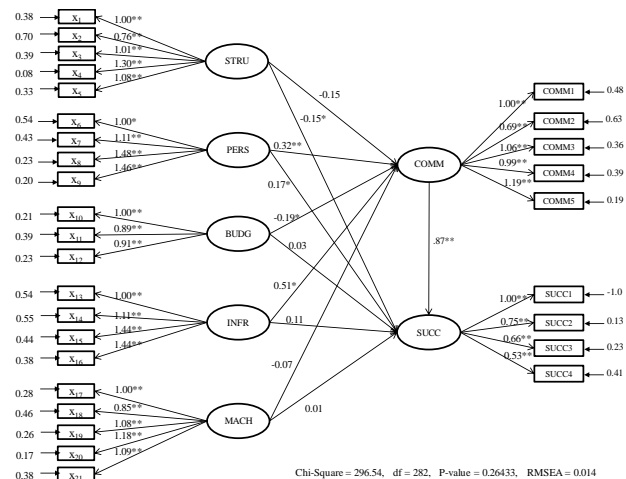 0.38 x1 1.00**
0.70 x2 0.76**
0.39 x3 1.01**
0.08 x4 1.30**
0.33 x5 1.08**
STRU
-0.15
-0.15*
0.54 x6 1.00*
0.43 x7 1.11**
0.23 x8 1.48**
0.20 x9 1.46**
PERS
0.32**
0.17*
0.21 x10 1.00**
0.39 x11 0.89**
0.23 x12 0.91**
BUDG
-0.19*
0.03
0.54 x13 1.00**
0.55 x14 1.11**
0.44 x15 1.44**
0.38 x16 1.44**
INFR
0.51*
0.11
0.28 x17 1.00**
0.46 x18 0.85**
0.26 x19 1.08**
0.17 x20 1.18**
0.38 x21 1.09**
MACH
-0.07
0.01
COMM
.87**
SUCC
1.00** COMM1 0.48
0.69** COMM2 0.63
1.06** COMM3 0.36
0.99** COMM4 0.39
1.19** COMM5 0.19
1.00** SUCC1 -1.0
0.75** SUCC2 0.13
0.66** SUCC3 0.23
0.53** SUCC4 0.41
Chi-Square = 296.54, df = 282, P-value = 0.26433, RMSEA = 0.014